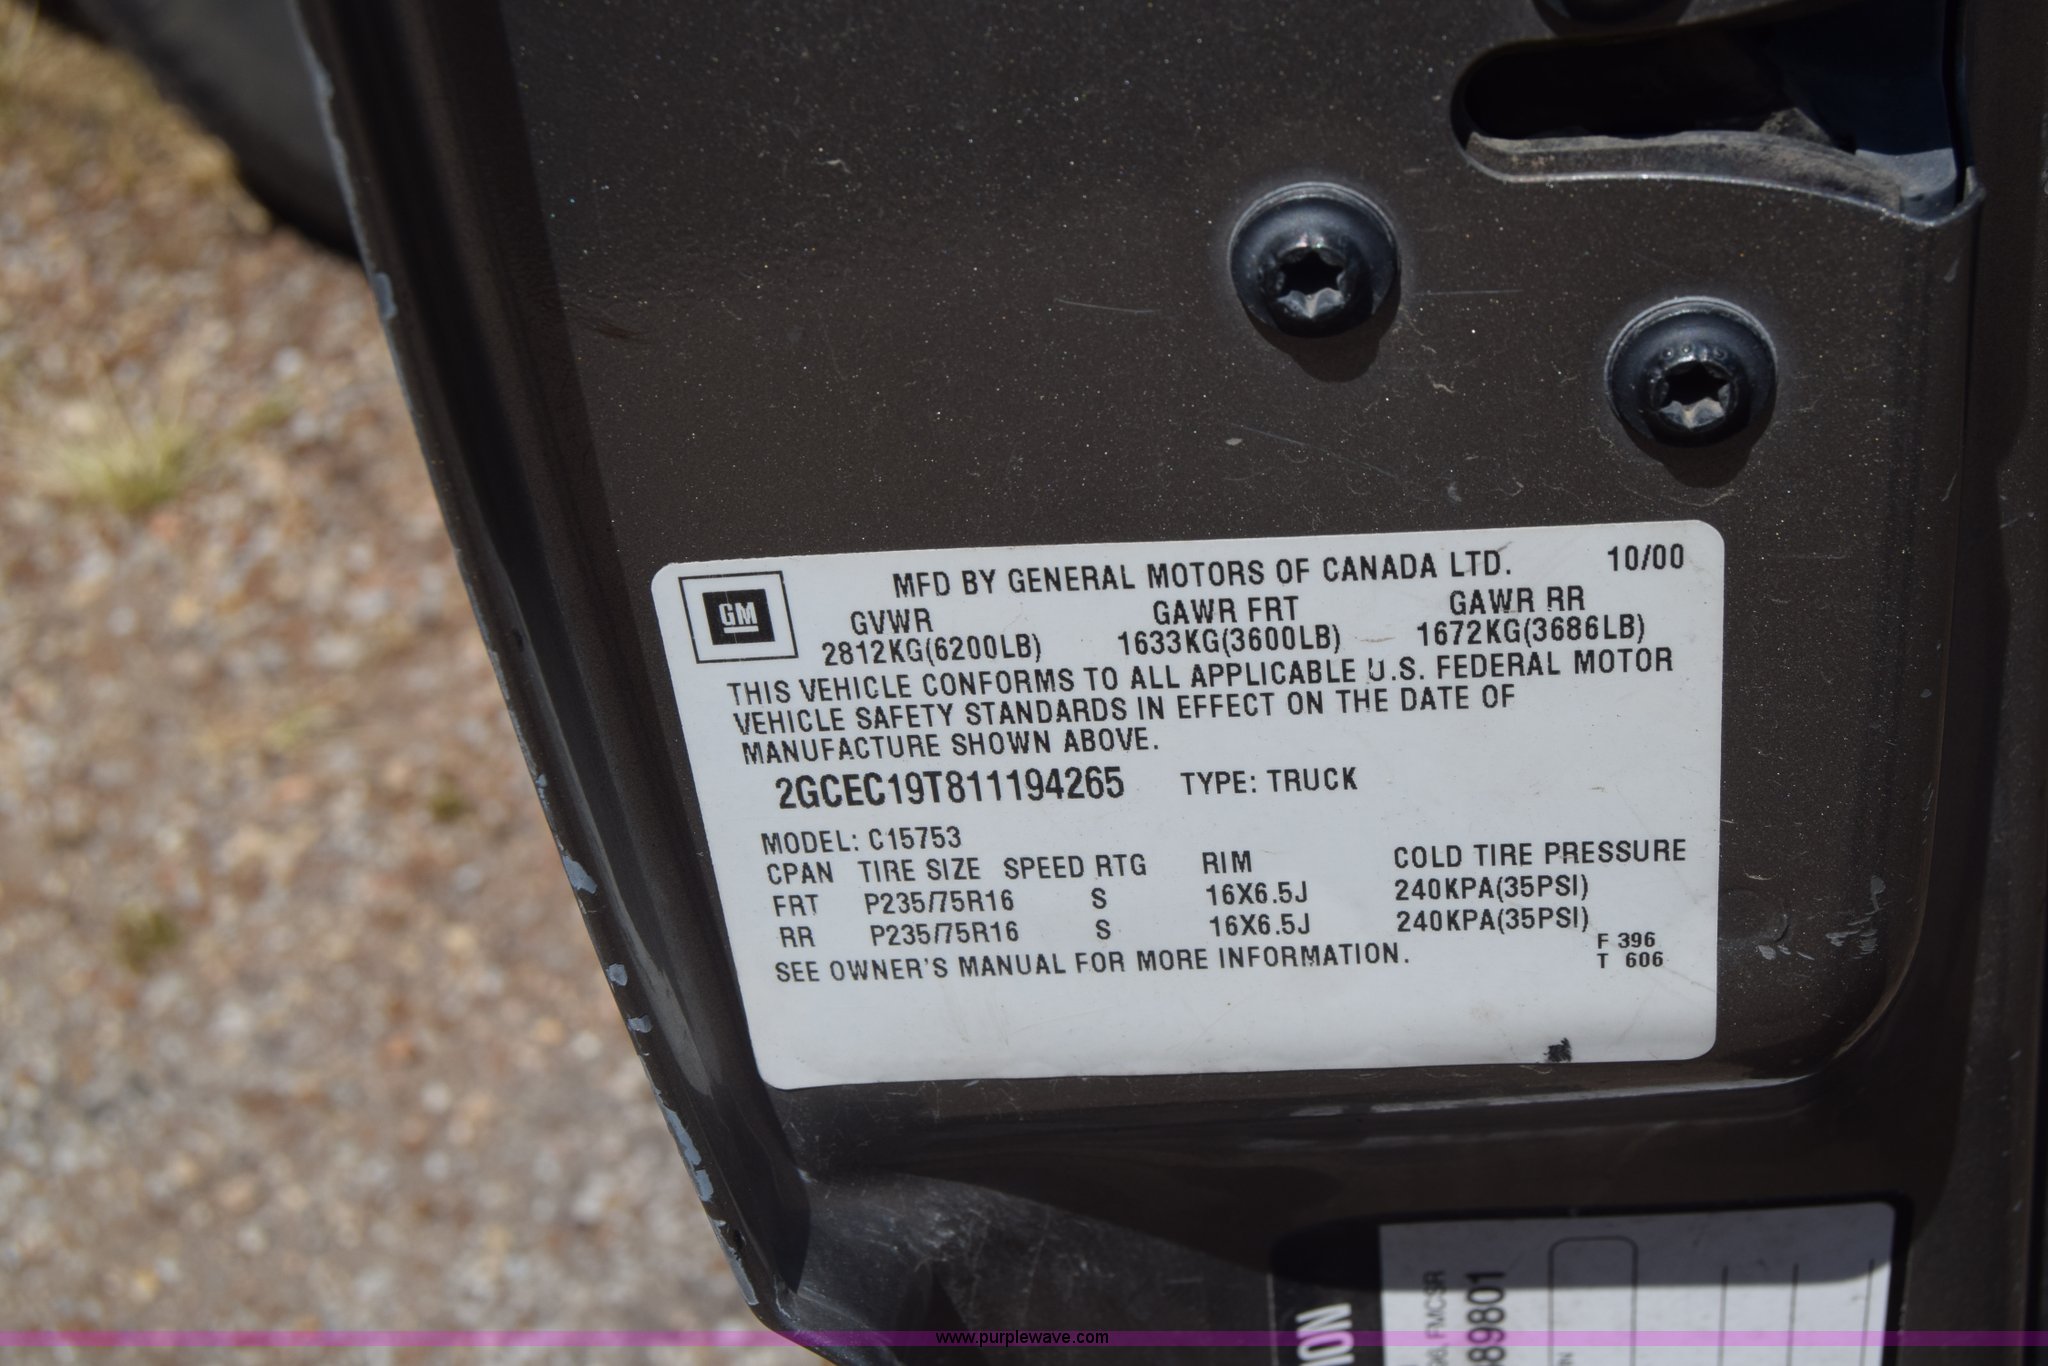 GM
MFD BY GENERAL MOTORS OF CANADA LTD. 10/00
GVWR GAWR FRT GAWR RR
2812KG(6200LB) 1633KG(3600LB) 1672KG(3686LB)
THIS VEHICLE CONFORMS TO ALL APPLICABLE U.S. FEDERAL MOTOR
VEHICLE SAFETY STANDARDS IN EFFECT ON THE DATE OF
MANUFACTURE SHOWN ABOVE.
2GCEC19T811194265 TYPE: TRUCK
MODEL: C15753
CPAN TIRE SIZE SPEED RTG RIM COLD TIRE PRESSURE
FRT P235/75R16 S 16X6.5J 240KPA(35PSI)
RR P235/75R16 S 16X6.5J 240KPA(35PSI)
SEE OWNER'S MANUAL FOR MORE INFORMATION.
F 396
T 606
ION
FMCSR
89801
www.purplewave.com